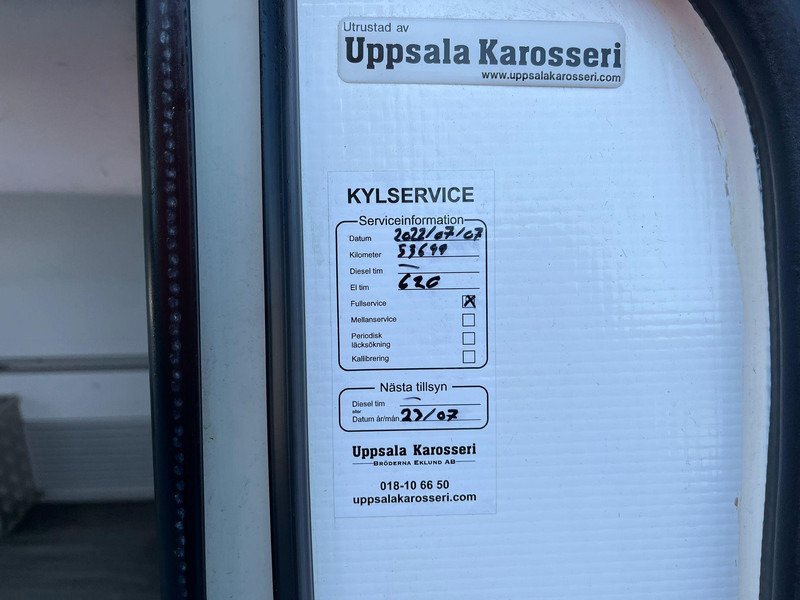 Utrustad av
Uppsala Karosseri
www.uppsalakarosseri.com
KYLSERVICE
Serviceinformation
Datum 2022/07/07
Kilometer 53699
Diesel tim —
El tim 620
Fullservice X
Mellanservice
Periodisk
läcksökning
Kallibrering
Nästa tillsyn
Diesel tim —
eller
Datum år/mån 23/07
Uppsala Karosseri
BRÖDERNA EKLUND AB
018-10 66 50
uppsalakarosseri.com